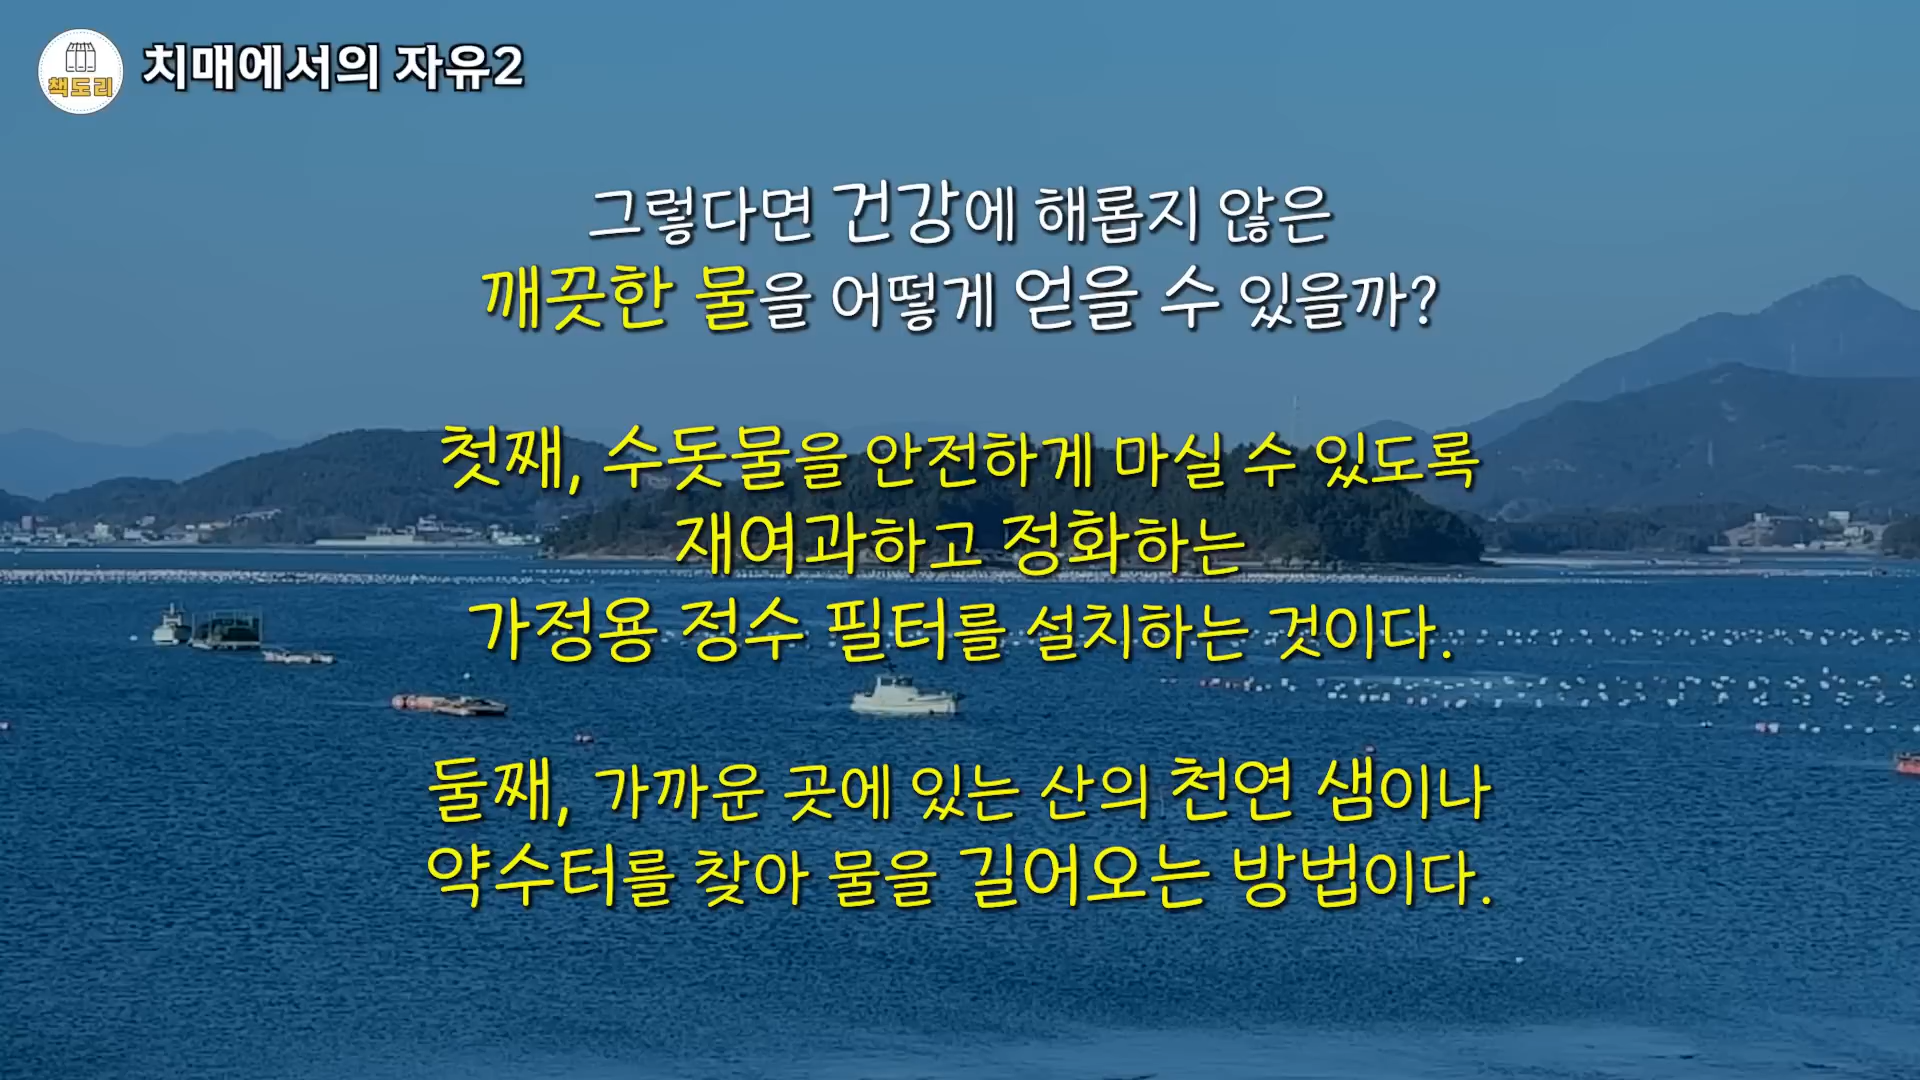 책도리
치매에서의 자유2
그렇다면 건강에 해롭지 않은
깨끗한 물을 어떻게 얻을 수 있을까?
첫째, 수돗물을 안전하게 마실 수 있도록
재여과하고 정화하는
가정용 정수 필터를 설치하는 것이다.
둘째, 가까운 곳에 있는 산의 천연 샘이나
약수터를 찾아 물을 길어오는 방법이다.